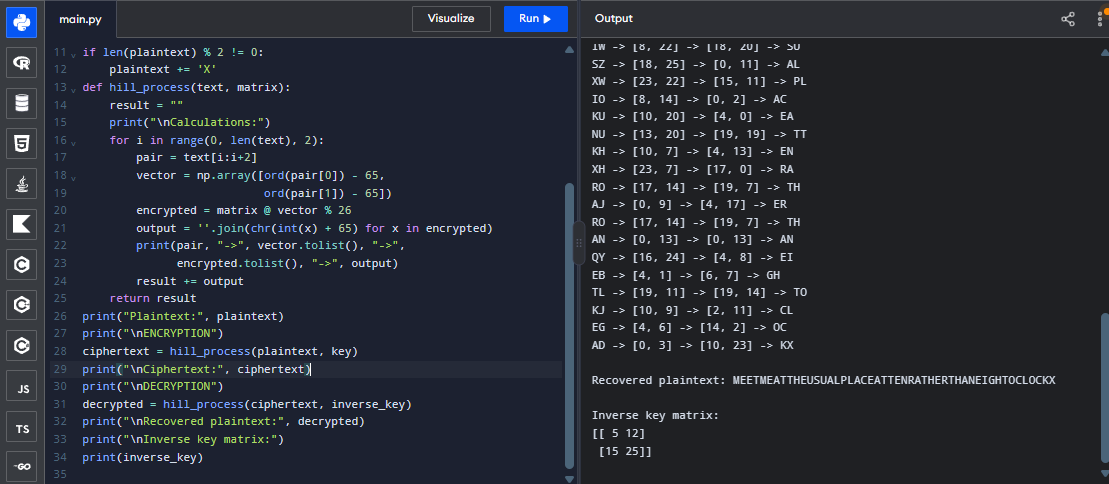 main.py
Visualize
Run
11 if len(plaintext) % 2 != 0:
12     plaintext += 'X'
13 def hill_process(text, matrix):
14     result = ""
15     print("\nCalculations:")
16     for i in range(0, len(text), 2):
17         pair = text[i:i+2]
18         vector = np.array([ord(pair[0]) - 65,
19                            ord(pair[1]) - 65])
20         encrypted = matrix @ vector % 26
21         output = ''.join(chr(int(x) + 65) for x in encrypted)
22         print(pair, "->", vector.tolist(), "->",
23               encrypted.tolist(), "->", output)
24         result += output
25     return result
26 print("Plaintext:", plaintext)
27 print("\nENCRYPTION")
28 ciphertext = hill_process(plaintext, key)
29 print("\nCiphertext:", ciphertext)
30 print("\nDECRYPTION")
31 decrypted = hill_process(ciphertext, inverse_key)
32 print("\nRecovered plaintext:", decrypted)
33 print("\nInverse key matrix:")
34 print(inverse_key)
35
JS
TS
GO
Output
IW -> [8, 22] -> [18, 20] -> SU
SZ -> [18, 25] -> [0, 11] -> AL
XW -> [23, 22] -> [15, 11] -> PL
IO -> [8, 14] -> [0, 2] -> AC
KU -> [10, 20] -> [4, 0] -> EA
NU -> [13, 20] -> [19, 19] -> TT
KH -> [10, 7] -> [4, 13] -> EN
XH -> [23, 7] -> [17, 0] -> RA
RO -> [17, 14] -> [19, 7] -> TH
AJ -> [0, 9] -> [4, 17] -> ER
RO -> [17, 14] -> [19, 7] -> TH
AN -> [0, 13] -> [0, 13] -> AN
QY -> [16, 24] -> [4, 8] -> EI
EB -> [4, 1] -> [6, 7] -> GH
TL -> [19, 11] -> [19, 14] -> TO
KJ -> [10, 9] -> [2, 11] -> CL
EG -> [4, 6] -> [14, 2] -> OC
AD -> [0, 3] -> [10, 23] -> KX
Recovered plaintext: MEETMEATTHEUSUALPLACEATTENRATHERTHANEIGHTOCLOCKX
Inverse key matrix:
[[ 5 12]
 [15 25]]